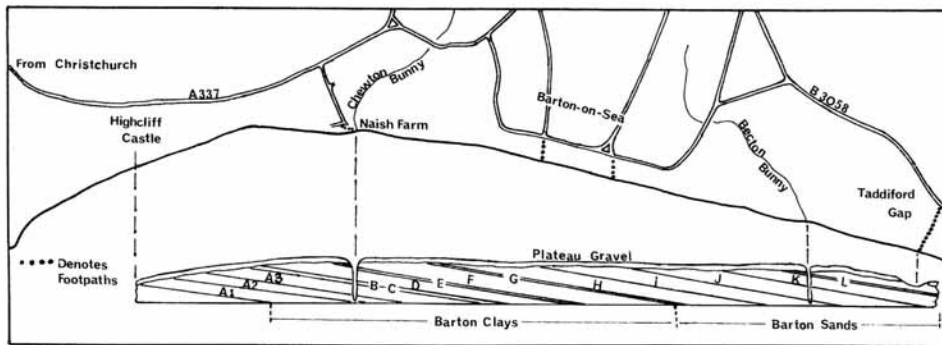 From Christchurch
A337
Highcliff
Castle
Chewton
Bunny
Naish Farm
Barton-on-Sea
Becton
Bunny
B3058
Taddiford
Gap
Denotes
Footpaths
Plateau Gravel
A1 A2 A3 B-C D E F G H I J K L
Barton Clays
Barton Sands